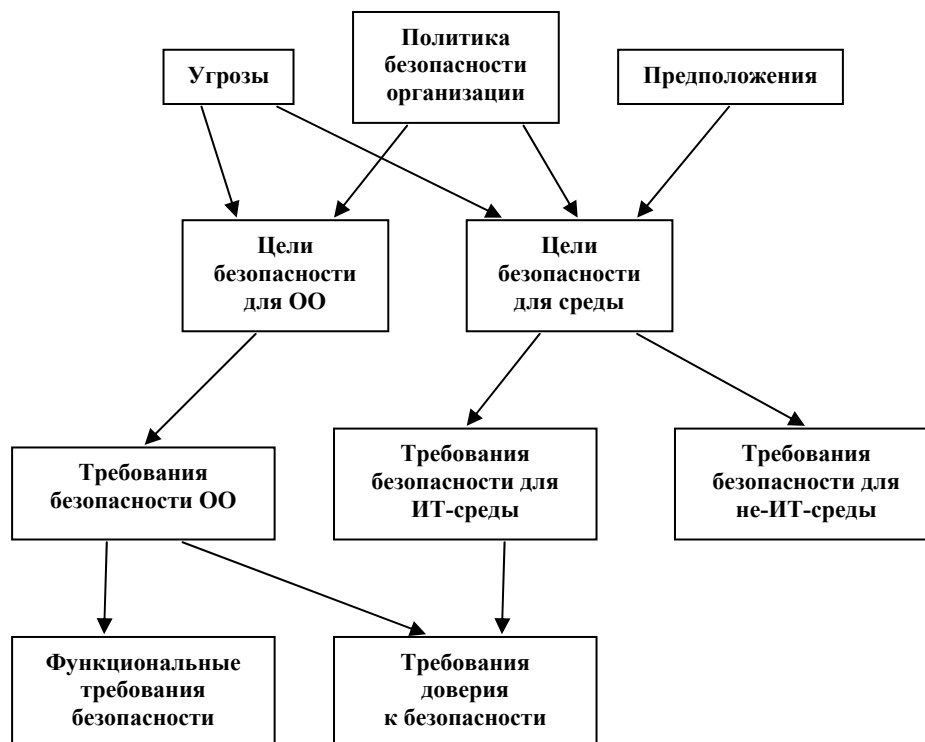 Угрозы
Политика
безопасности
организации
Предположения
Цели
безопасности
для ОО
Цели
безопасности
для среды
Требования
безопасности ОО
Требования
безопасности для
ИТ-среды
Требования
безопасности для
не-ИТ-среды
Функциональные
требования
безопасности
Требования
доверия
к безопасности